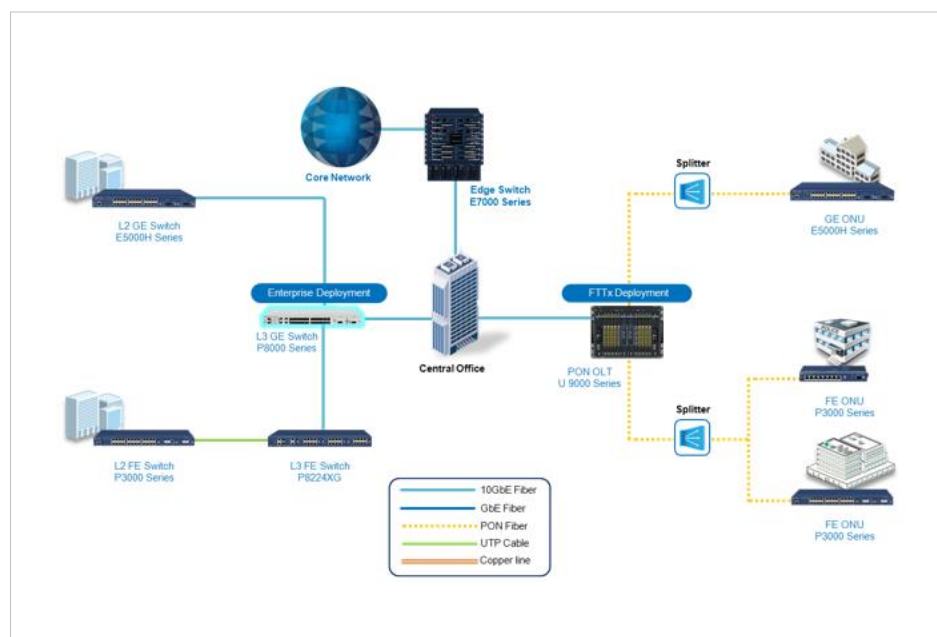 Core Network
Edge Switch
E7000 Series
Splitter
L2 GE Switch
E5000H Series
GE ONU
E5000H Series
Enterprise Deployment
FTTx Deployment
L3 GE Switch
P8000 Series
Central Office
PON OLT
U 9000 Series
FE ONU
P3000 Series
Splitter
L2 FE Switch
P3000 Series
L3 FE Switch
P8224XG
FE ONU
P3000 Series
10GbE Fiber
GbE Fiber
PON Fiber
UTP Cable
Copper line